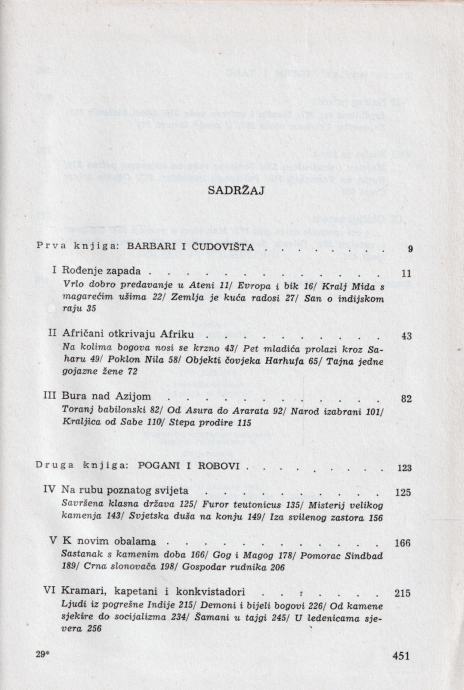 SADRŽAJ
Prva knjiga: BARBARI I ČUDOVIŠTA . . . . . . . . 9
I Rođenje zapada . . . . . . . . . . . . 11
Vrlo dobro predavanje u Ateni 11/ Evropa i bik 16/ Kralj Mida s
magarećim ušima 22/ Zemlja je kuća radosti 27/ San o indijskom
raju 35
II Afričani otkrivaju Afriku . . . . . . . . . 43
Na kolima bogova nosi se krzno 43/ Pet mladića prolazi kroz Sa-
haru 49/ Poklon Nila 58/ Objekti čovjeka Harhufa 65/ Tajna jedne
gojazne žene 72
III Bura nad Azijom . . . . . . . . . . . 82
Toranj babilonski 82/ Od Asura do Ararata 92/ Narod izabrani 101/
Kraljica od Sabe 110/ Stepa prodire 115
Druga knjiga: POGANI I ROBOVI . . . . . . . . . 123
IV Na rubu poznatog svijeta . . . . . . . . . 125
Savršena klasna država 125/ Furor teutonicus 135/ Misterij velikog
kamenja 143/ Svjetska duša na konju 149/ Iza svilenog zastora 156
V K novim obalama . . . . . . . . . . . 166
Sastanak s kamenim doba 166/ Gog i Magog 178/ Pomorac Sindbad
189/ Crna slonovača 198/ Gospodar rudnika 206
VI Kramari, kapetani i konkvistadori . . . . . . 215
Ljudi iz pogrešne Indije 215/ Demoni i bijeli bogovi 226/ Od kamene
sjekire do socijalizma 234/ Šamani u tajgi 245/ U ledenicama sje-
vera 256
29* 451